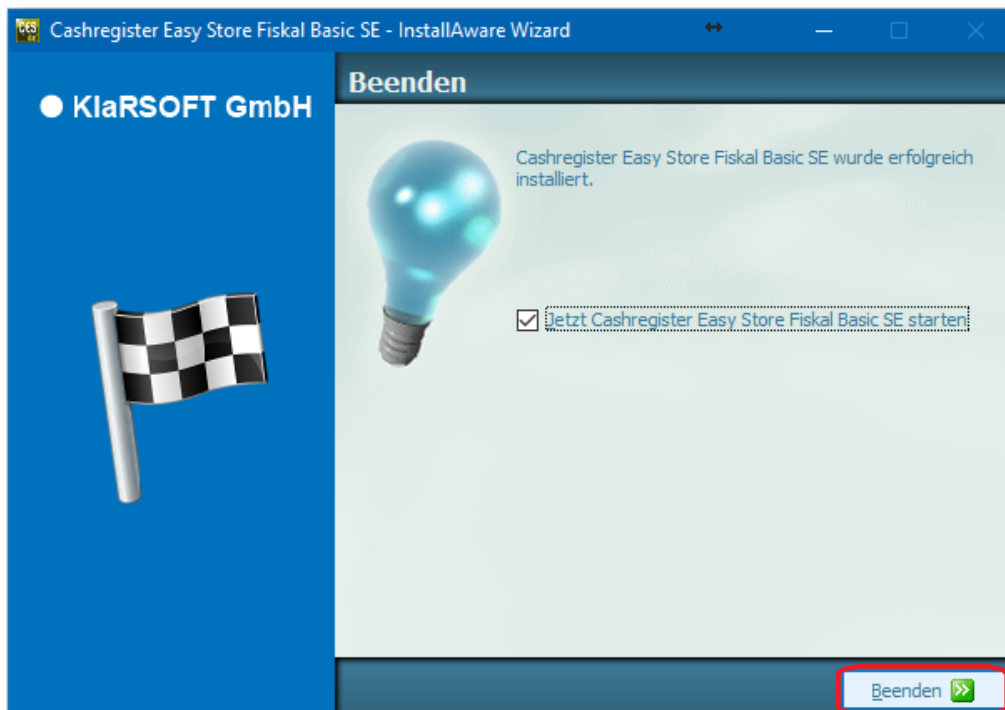 Cashregister Easy Store Fiskal Basic SE - InstallAware Wizard
KlaRSOFT GmbH
Beenden
Cashregister Easy Store Fiskal Basic SE wurde erfolgreich
installiert.
Jetzt Cashregister Easy Store Fiskal Basic SE starten
Beenden